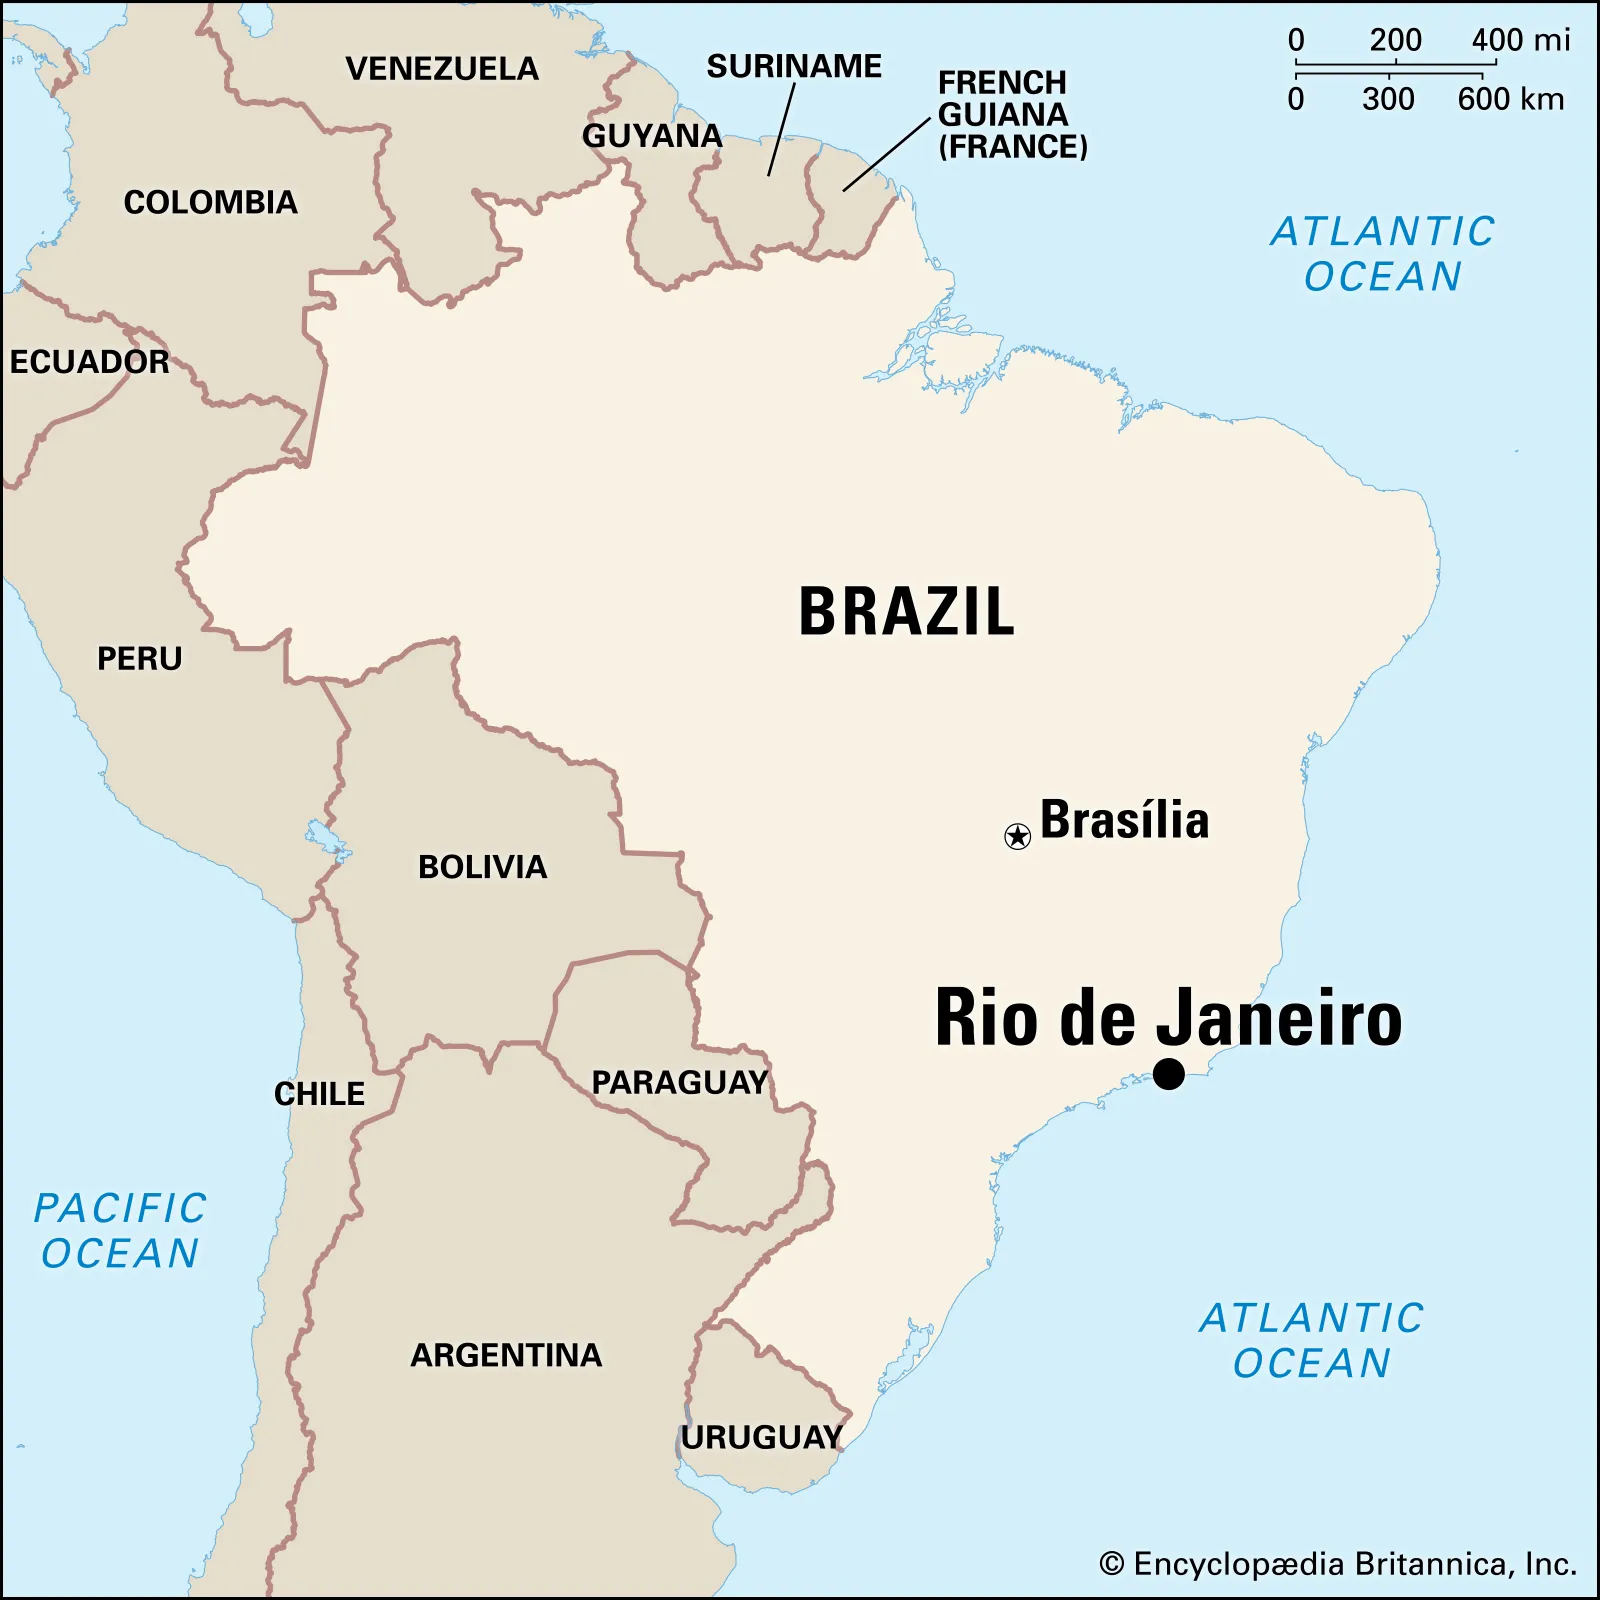 0 200 400 mi
0 300 600 km
VENEZUELA
SURINAME
FRENCH
GUIANA
(FRANCE)
GUYANA
COLOMBIA
ATLANTIC
OCEAN
ECUADOR
BRAZIL
PERU
Brasília
BOLIVIA
Rio de Janeiro
PARAGUAY
CHILE
PACIFIC
OCEAN
ATLANTIC
OCEAN
ARGENTINA
URUGUAY
© Encyclopædia Britannica, Inc.